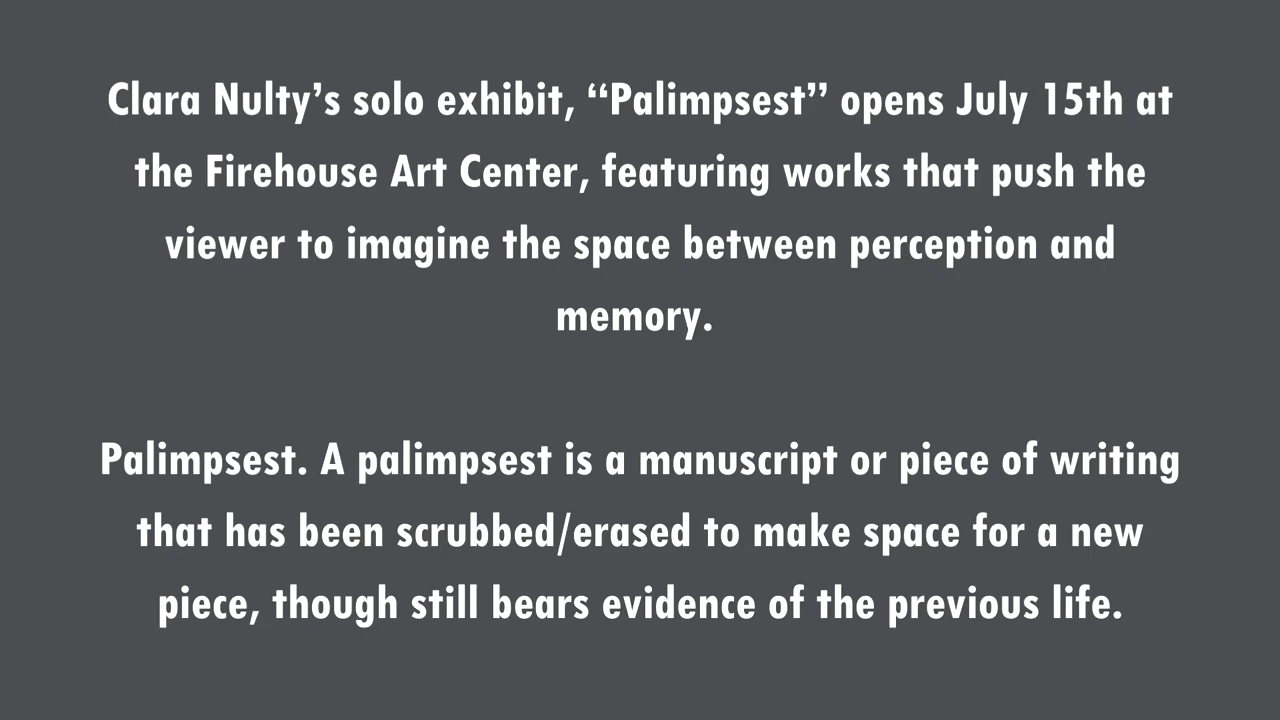 Clara Nulty’s solo exhibit, “Palimpsest” opens July 15th at
the Firehouse Art Center, featuring works that push the
viewer to imagine the space between perception and
memory.
Palimpsest. A palimpsest is a manuscript or piece of writing
that has been scrubbed/erased to make space for a new
piece, though still bears evidence of the previous life.